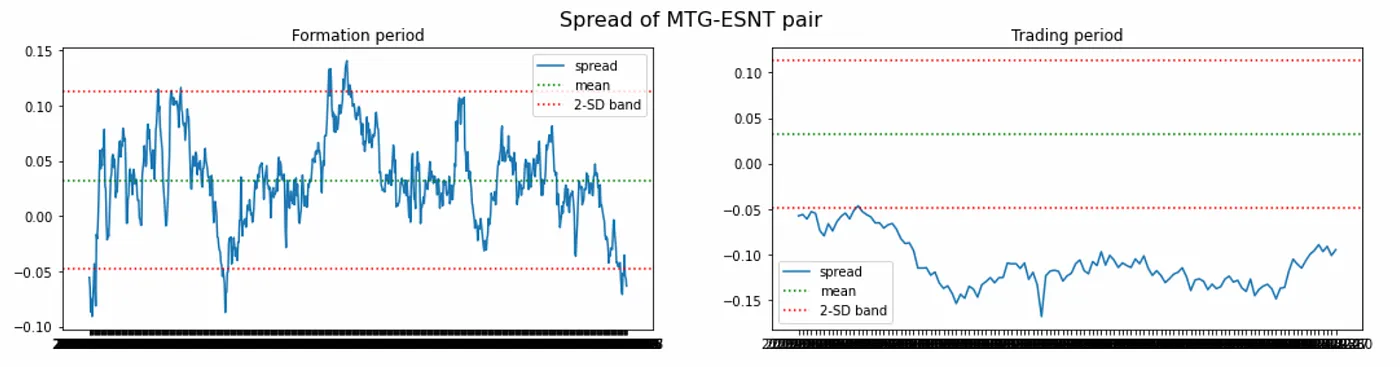 Spread of MTG-ESNT pair
Formation period
0.15
0.10
0.05
0.00
−0.05
−0.10
spread
mean
2-SD band
Trading period
0.10
0.05
0.00
−0.05
−0.10
−0.15
spread
mean
2-SD band